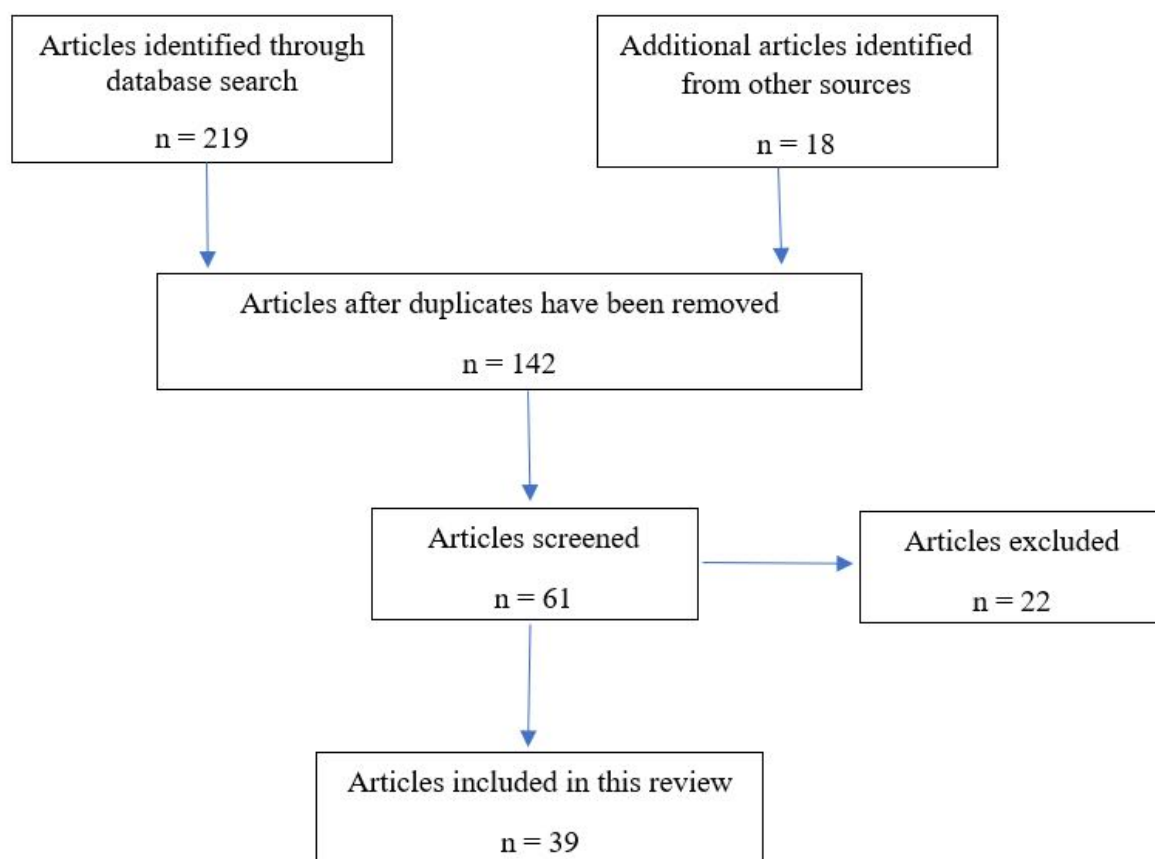 Articles identified through
database search
n = 219
Additional articles identified
from other sources
n = 18
Articles after duplicates have been removed
n = 142
Articles screened
n = 61
Articles excluded
n = 22
Articles included in this review
n = 39